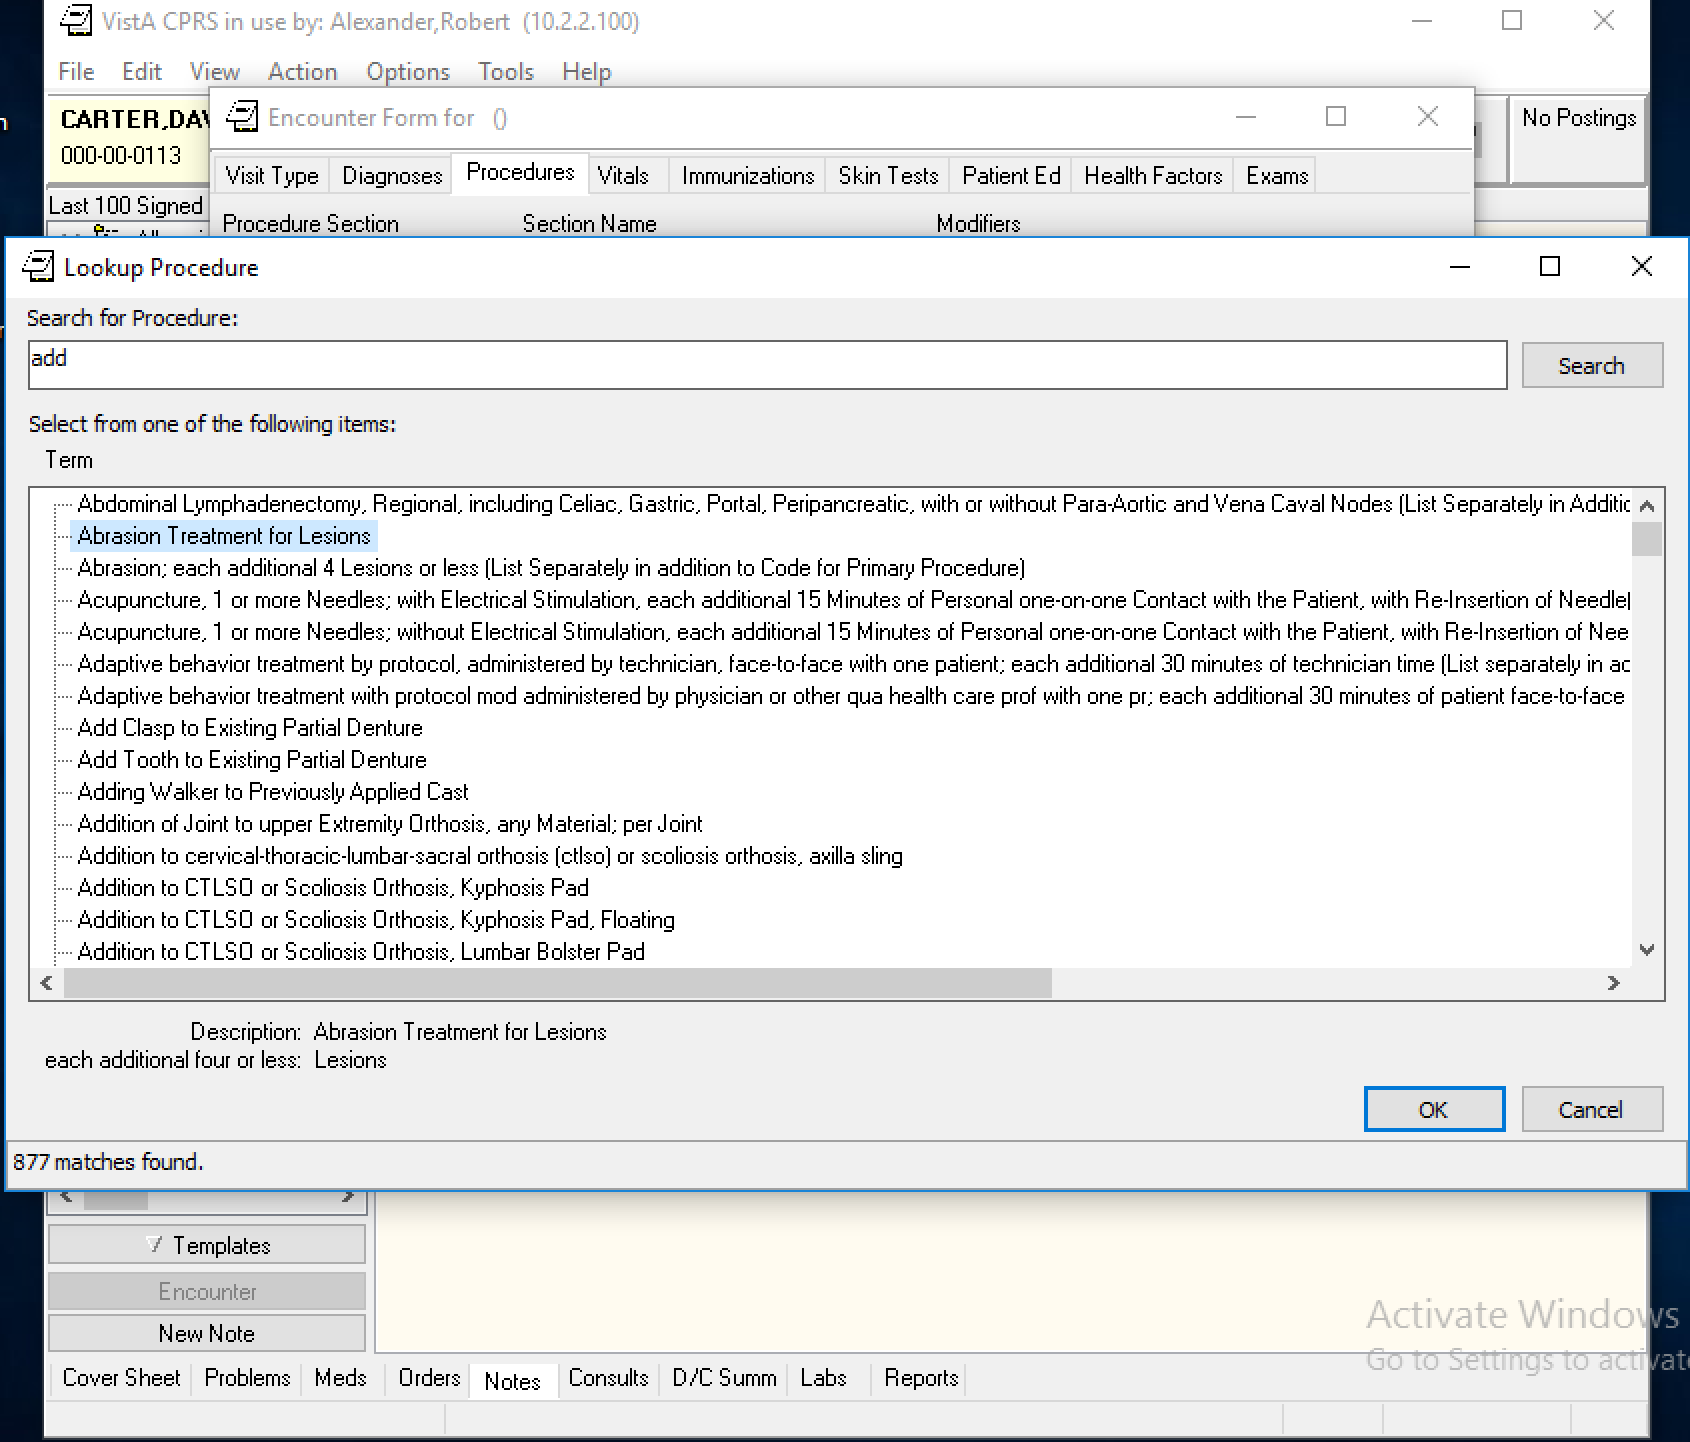 VistA CPRS in use by: Alexander,Robert (10.2.2.100)
File Edit View Action Options Tools Help
CARTER,DAV
000-00-0113
Encounter Form for ()
No Postings
Visit Type Diagnoses Procedures Vitals Immunizations Skin Tests Patient Ed Health Factors Exams
Last 100 Signed
Procedure Section Section Name Modifiers
Lookup Procedure
Search for Procedure:
add
Search
Select from one of the following items:
Term
Abdominal Lymphadenectomy, Regional, including Celiac, Gastric, Portal, Peripancreatic, with or without Para-Aortic and Vena Caval Nodes (List Separately in Additic
Abrasion Treatment for Lesions
Abrasion; each additional 4 Lesions or less (List Separately in addition to Code for Primary Procedure)
Acupuncture, 1 or more Needles; with Electrical Stimulation, each additional 15 Minutes of Personal one-on-one Contact with the Patient, with Re-Insertion of Needle(
Acupuncture, 1 or more Needles; without Electrical Stimulation, each additional 15 Minutes of Personal one-on-one Contact with the Patient, with Re-Insertion of Nee
Adaptive behavior treatment by protocol, administered by technician, face-to-face with one patient; each additional 30 minutes of technician time (List separately in ac
Adaptive behavior treatment with protocol mod administered by physician or other qua health care prof with one pr; each additional 30 minutes of patient face-to-face
Add Clasp to Existing Partial Denture
Add Tooth to Existing Partial Denture
Adding Walker to Previously Applied Cast
Addition of Joint to upper Extremity Orthosis, any Material; per Joint
Addition to cervical-thoracic-lumbar-sacral orthosis (ctlso) or scoliosis orthosis, axilla sling
Addition to CTLSO or Scoliosis Orthosis, Kyphosis Pad
Addition to CTLSO or Scoliosis Orthosis, Kyphosis Pad, Floating
Addition to CTLSO or Scoliosis Orthosis, Lumbar Bolster Pad
Description: Abrasion Treatment for Lesions
each additional four or less: Lesions
OK Cancel
877 matches found.
Templates
Encounter
New Note
Activate Windows
Go to Settings to activate
Cover Sheet Problems Meds Orders Notes Consults D/C Summ Labs Reports